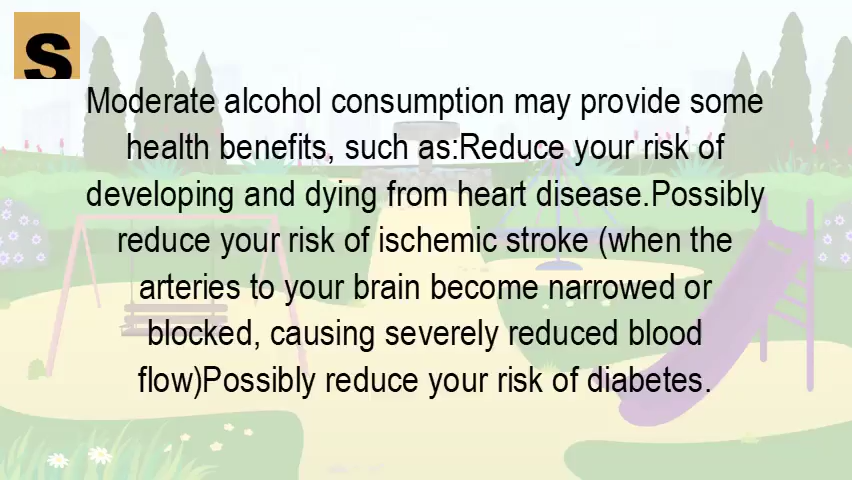 S
Moderate alcohol consumption may provide some
health benefits, such as:Reduce your risk of
developing and dying from heart disease.Possibly
reduce your risk of ischemic stroke (when the
arteries to your brain become narrowed or
blocked, causing severely reduced blood
flow)Possibly reduce your risk of diabetes.